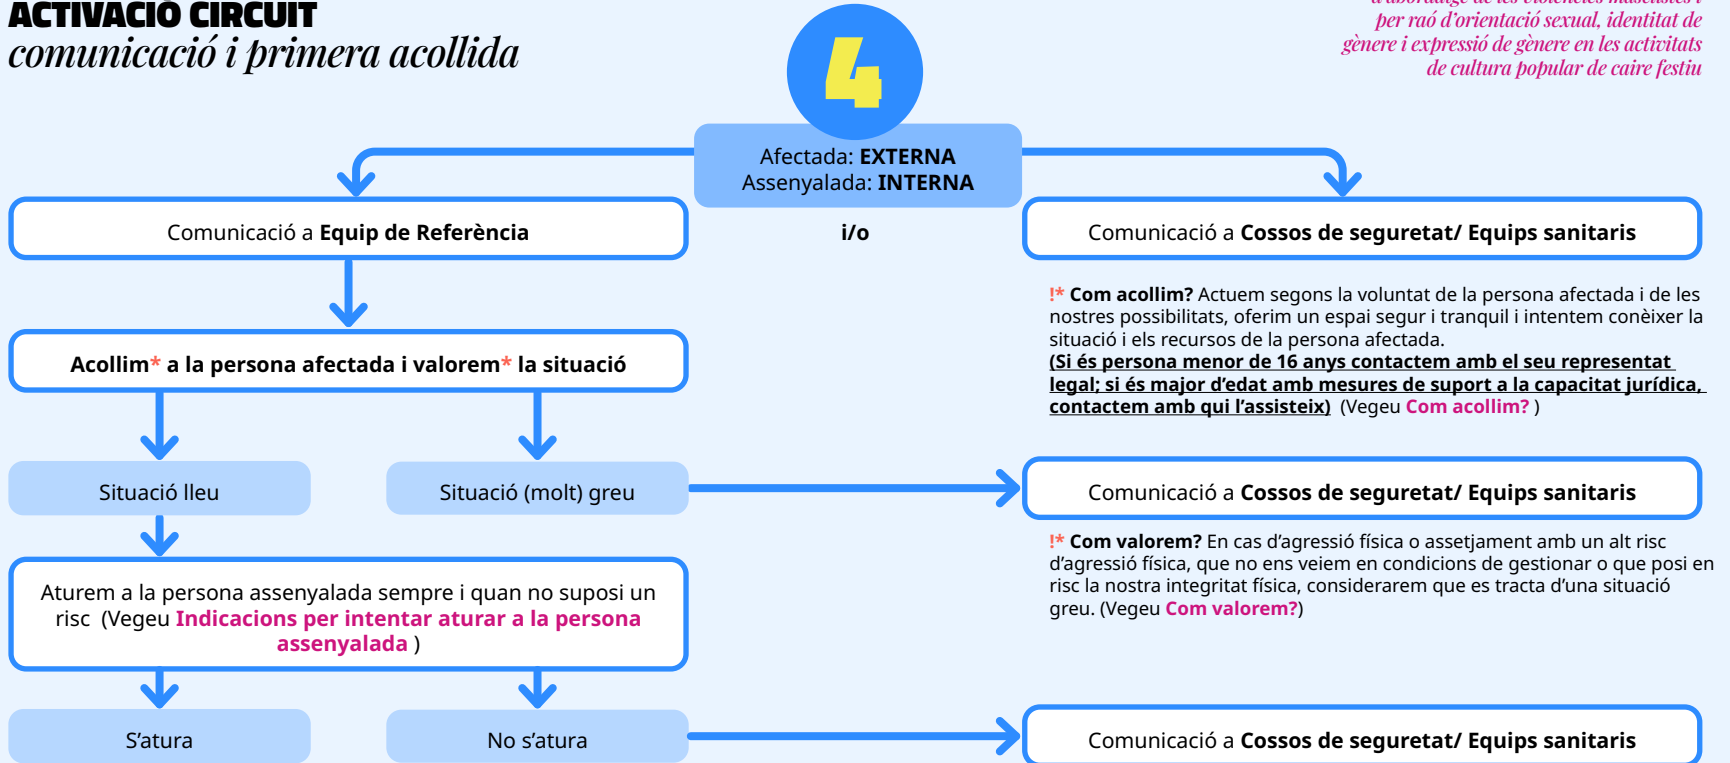 ACTIVACIÓ CIRCUIT
comunicació i primera acollida
d'abordatge de les violències masclistes i
per raó d'orientació sexual, identitat de
gènere i expressió de gènere en les activitats
de cultura popular de caire festiu
4
Afectada: EXTERNA
Assenyalada: INTERNA
Comunicació a Equip de Referència
i/o
Comunicació a Cossos de seguretat/ Equips sanitaris
!* Com acollim? Actuem segons la voluntat de la persona afectada i de les
nostres possibilitats, oferim un espai segur i tranquil i intentem conèixer la
situació i els recursos de la persona afectada.
(Si és persona menor de 16 anys contactem amb el seu representat
legal; si és major d'edat amb mesures de suport a la capacitat jurídica,
contactem amb qui l'assisteix) (Vegeu Com acollim? )
Acollim* a la persona afectada i valorem* la situació
Situació lleu
Situació (molt) greu
Comunicació a Cossos de seguretat/ Equips sanitaris
!* Com valorem? En cas d'agressió física o assetjament amb un alt risc
d'agressió física, que no ens veiem en condicions de gestionar o que posi en
risc la nostra integritat física, considerarem que es tracta d'una situació
greu. (Vegeu Com valorem?)
Aturem a la persona assenyalada sempre i quan no suposi un
risc (Vegeu Indicacions per intentar aturar a la persona
assenyalada )
S'atura
No s'atura
Comunicació a Cossos de seguretat/ Equips sanitaris